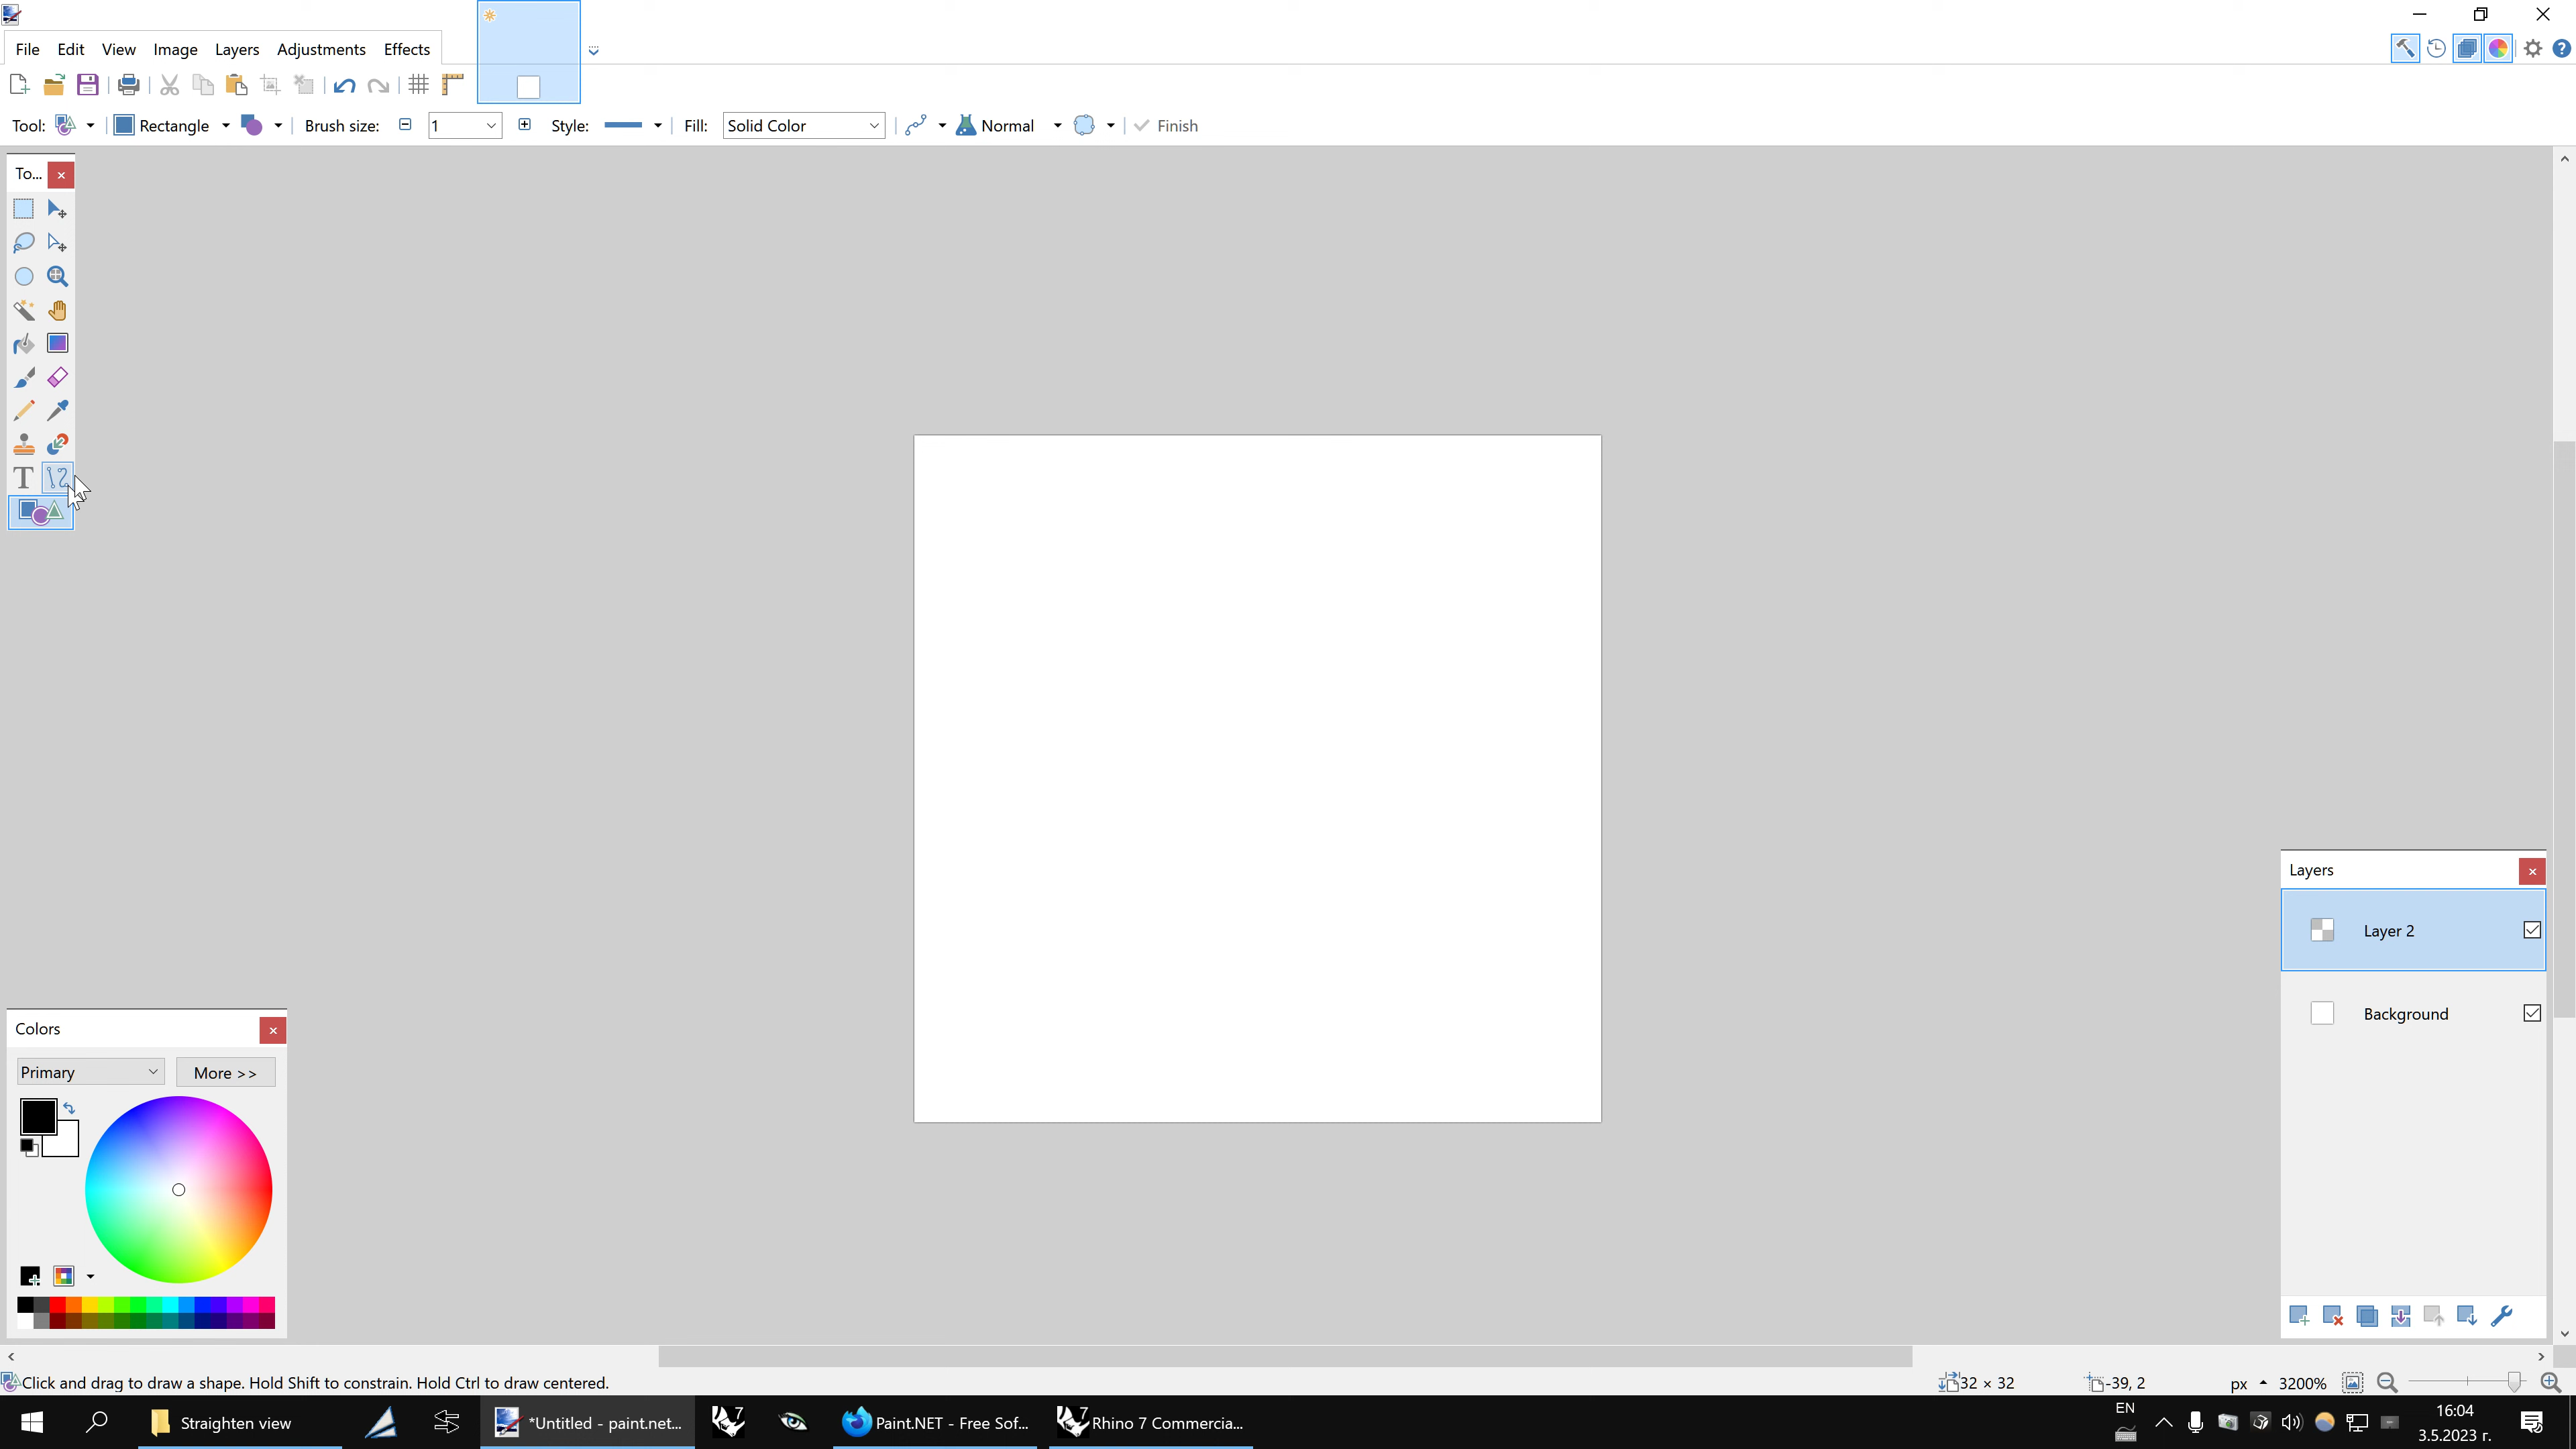 File Edit View Image Layers Adjustments Effects
Tool: Rectangle Brush size: 1 Style: Fill: Solid Color Normal Finish
To...
T
Layers
Layer 2
Background
Colors
Primary More >>
Click and drag to draw a shape. Hold Shift to constrain. Hold Ctrl to draw centered. 32 × 32 -39, 2 px 3200%
Straighten view *Untitled - paint.net... 7 Paint.NET - Free Sof... 7 Rhino 7 Commercia... EN 16:04
3.5.2023 г.